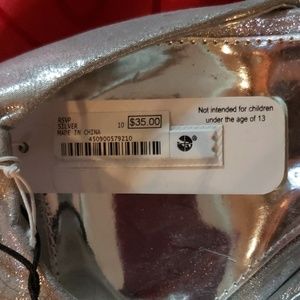 RSVP
SILVER 10 $35.00
MADE IN CHINA
450900579210
Not intended for children
under the age of 13